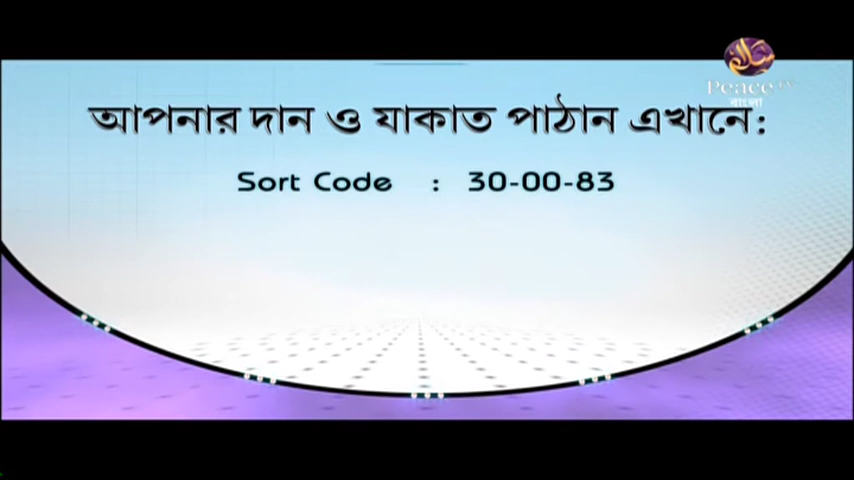 Peace TV
বাংলা
আপনার দান ও যাকাত পাঠান এখানে:
Sort Code : 30-00-83